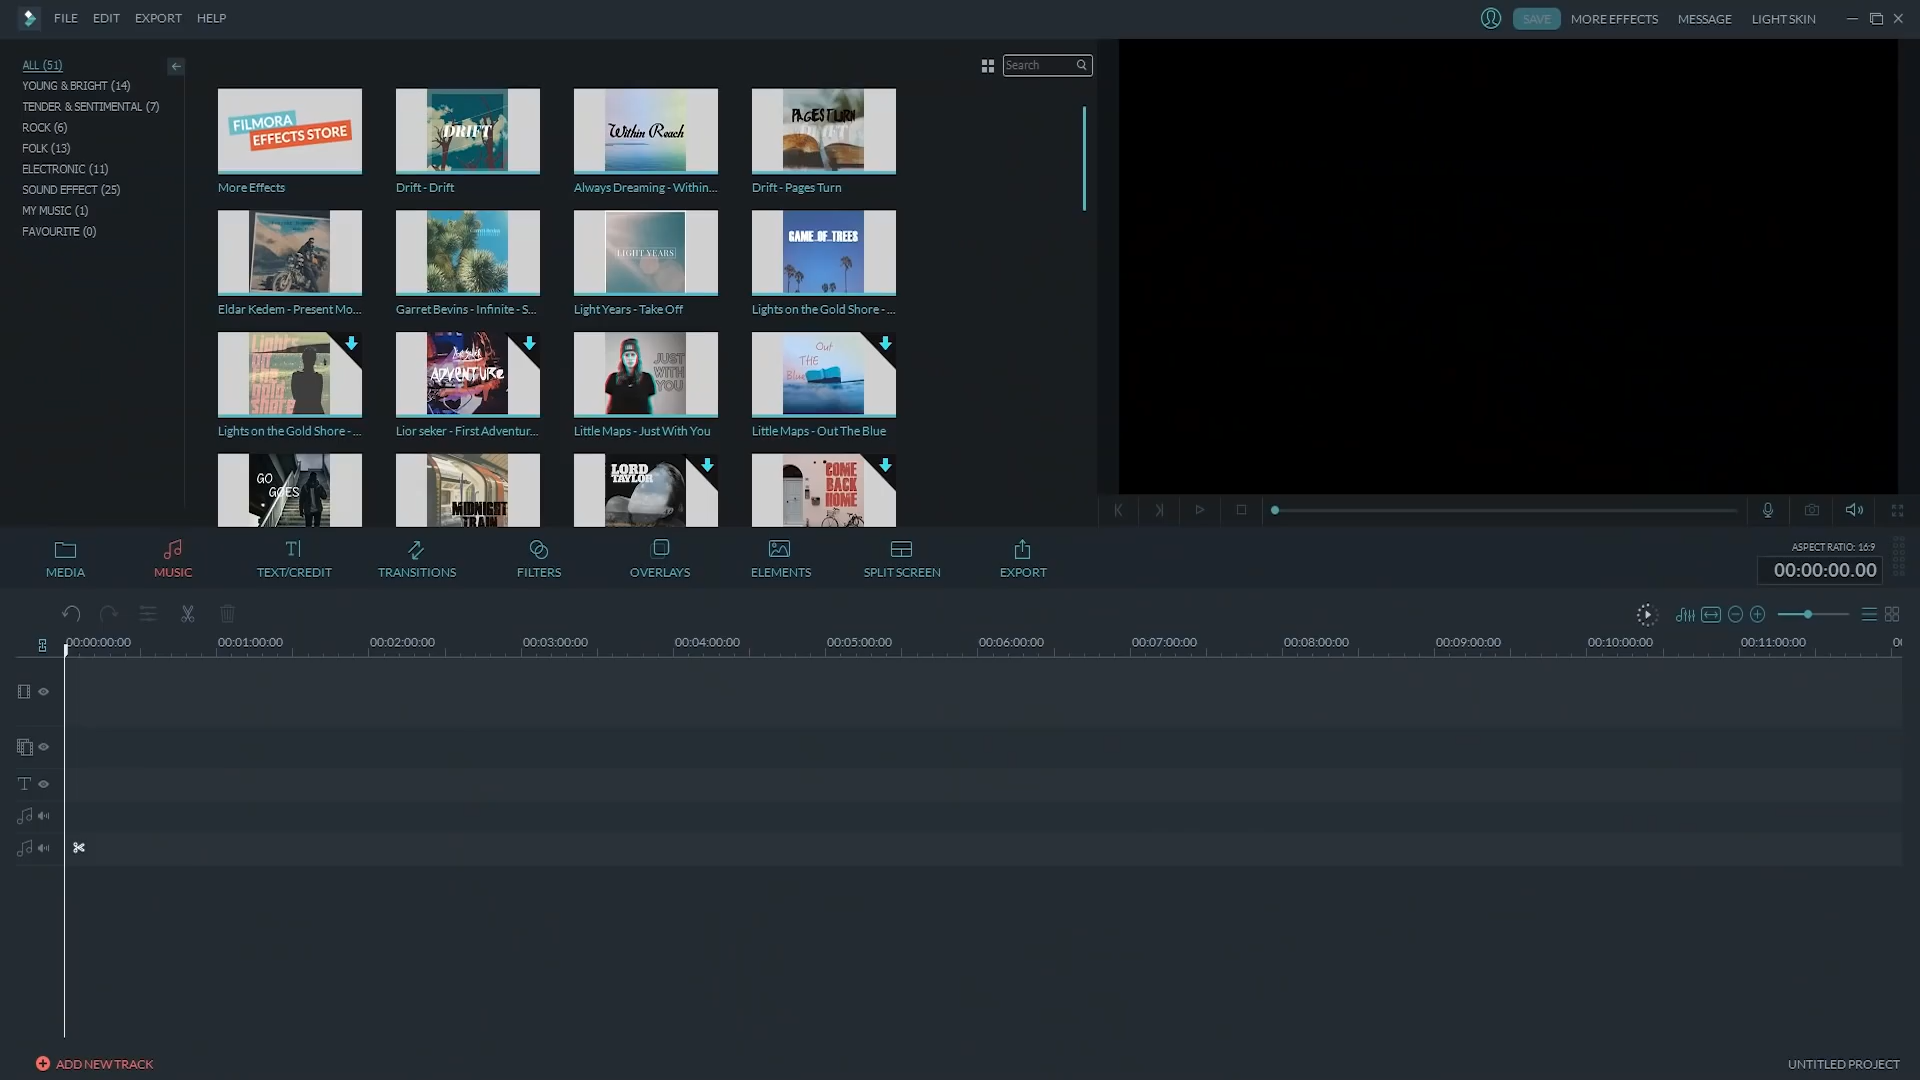 FILE EDIT EXPORT HELP
SAVE MORE EFFECTS MESSAGE LIGHT SKIN
ALL (51)
YOUNG & BRIGHT (14)
TENDER & SENTIMENTAL (7)
ROCK (6)
FOLK (13)
ELECTRONIC (11)
SOUND EFFECT (25)
MY MUSIC (1)
FAVOURITE (0)
Search
FILMORA
EFFECTS STORE
DRIFT
Within Reach
PAGES TURN
DRIFT
More Effects
Drift - Drift
Always Dreaming - Within...
Drift - Pages Turn
LIGHT YEARS
GAME OF TREES
Eldar Kedem - Present Mo...
Garret Bevins - Infinite - S...
Light Years - Take Off
Lights on the Gold Shore - ...
Lights
on
the
gold
shore
Lior seker
ADVENTURE
JUST
WITH
YOU
Out
THE
Blue
Lights on the Gold Shore - ...
Lior seker - First Adventur...
Little Maps - Just With You
Little Maps - Out The Blue
GO
GOES
MIDNIGHT
TRAIN
LORD
TAYLOR
COME
BACK
HOME
MEDIA MUSIC TEXT/CREDIT TRANSITIONS FILTERS OVERLAYS ELEMENTS SPLIT SCREEN EXPORT
ASPECT RATIO: 16:9
00:00:00.00
00:00:00:00 00:01:00:00 00:02:00:00 00:03:00:00 00:04:00:00 00:05:00:00 00:06:00:00 00:07:00:00 00:08:00:00 00:09:00:00 00:10:00:00 00:11:00:00 00
ADD NEW TRACK
UNTITLED PROJECT